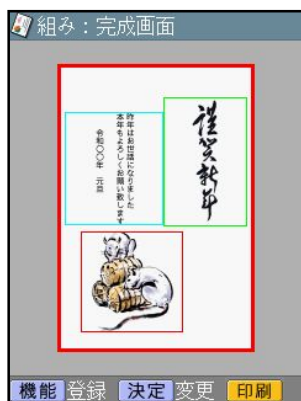 組み：完成画面
謹賀新年
昨年はお世話になりました
本年もよろしくお願い致します
令和〇〇年 元旦
機能 登録 決定 変更 印刷